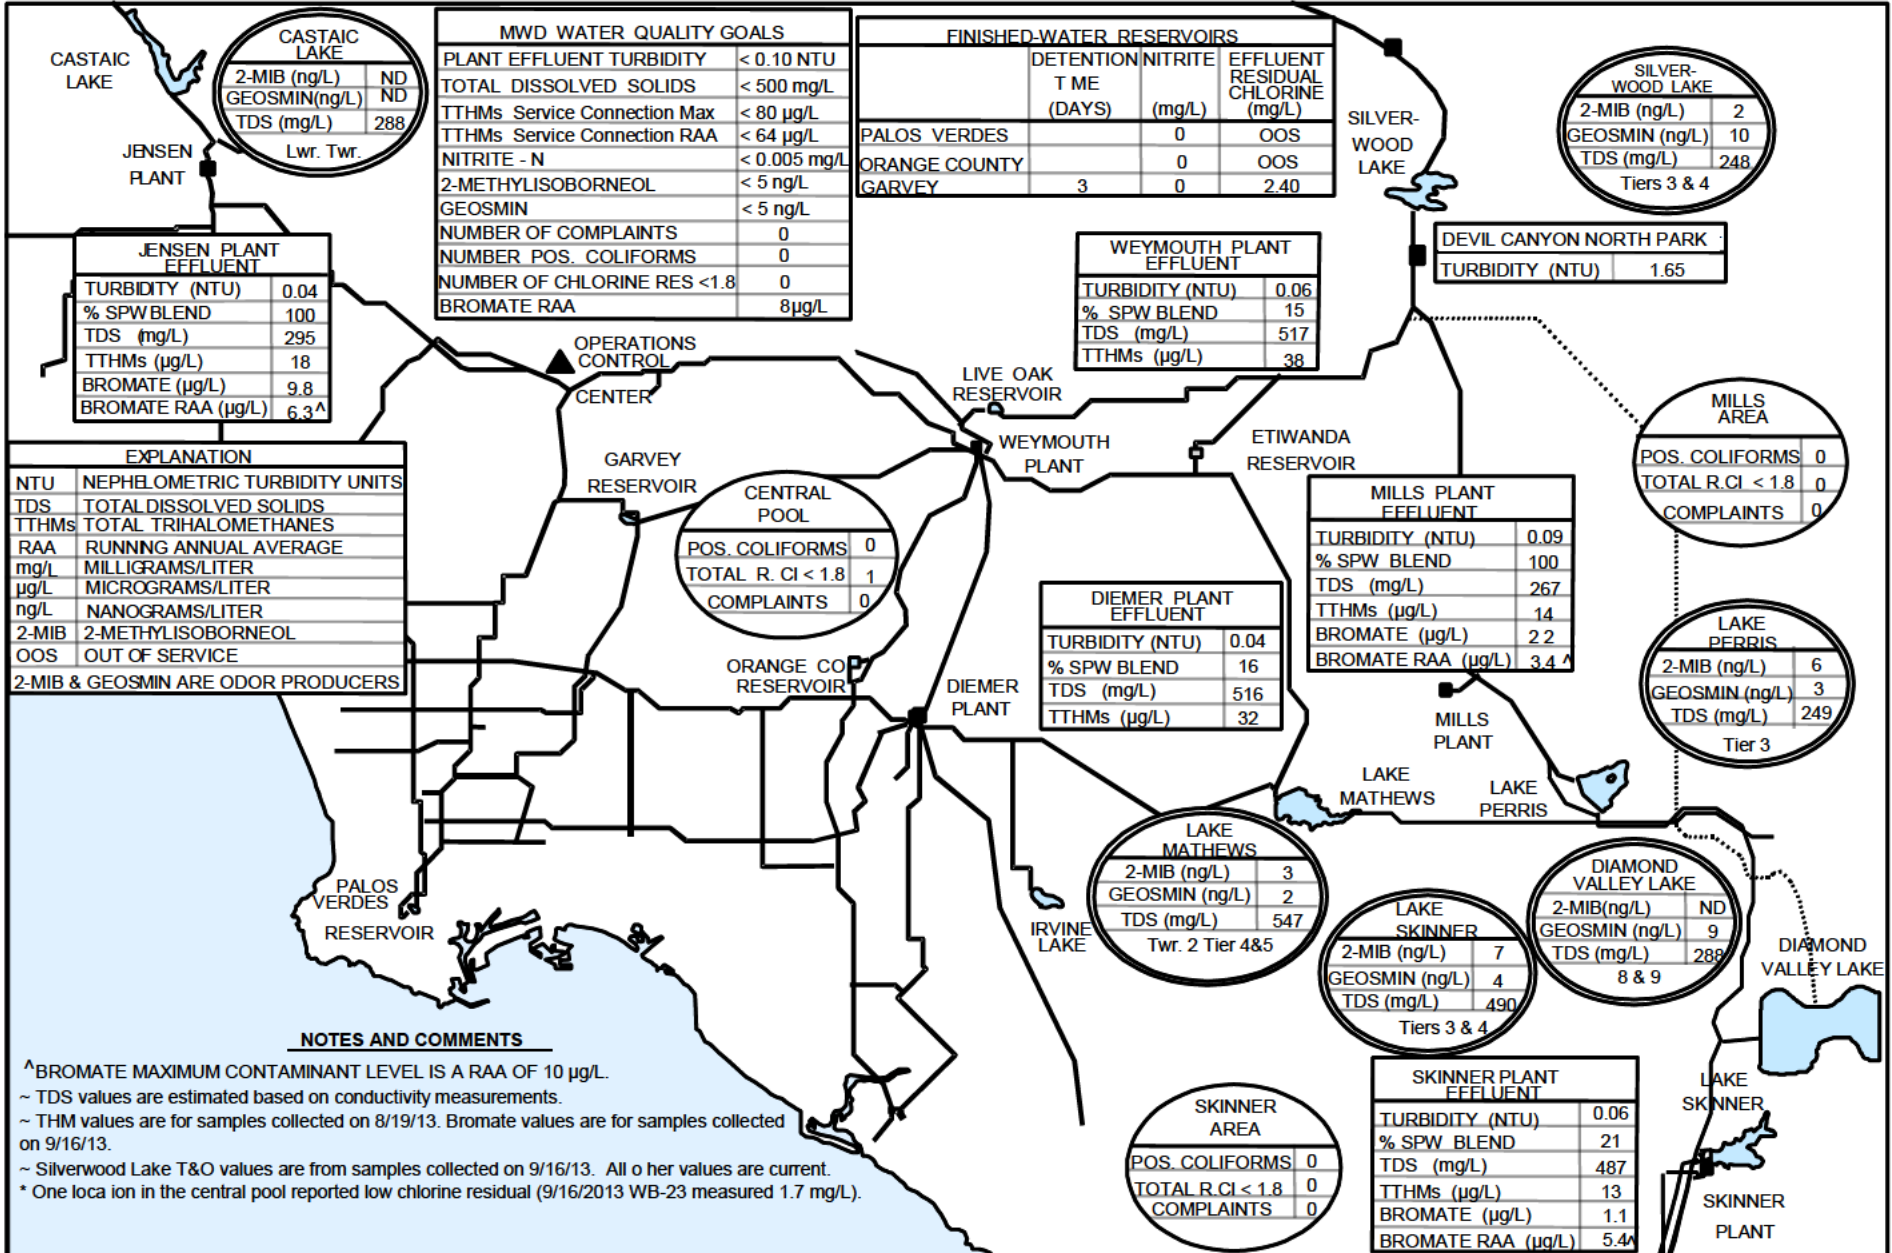 CASTAIC
LAKE
CASTAIC
LAKE
2-MIB (ng/L) ND
GEOSMIN(ng/L) ND
TDS (mg/L) 288
Lwr. Twr.
JENSEN
PLANT
MWD WATER QUALITY GOALS
PLANT EFFLUENT TURBIDITY < 0.10 NTU
TOTAL DISSOLVED SOLIDS < 500 mg/L
TTHMs Service Connection Max < 80 µg/L
TTHMs Service Connection RAA < 64 µg/L
NITRITE - N < 0.005 mg/L
2-METHYLISOBORNEOL < 5 ng/L
GEOSMIN < 5 ng/L
NUMBER OF COMPLAINTS 0
NUMBER POS. COLIFORMS 0
NUMBER OF CHLORINE RES <1.8 0
BROMATE RAA 8µg/L
FINISHED-WATER RESERVOIRS
DETENTION NITRITE EFFLUENT
T ME RESIDUAL
CHLORINE
(DAYS) (mg/L) (mg/L)
PALOS VERDES 0 OOS
ORANGE COUNTY 0 OOS
GARVEY 3 0 2.40
SILVER-
WOOD
LAKE
SILVER-
WOOD LAKE
2-MIB (ng/L) 2
GEOSMIN (ng/L) 10
TDS (mg/L) 248
Tiers 3 & 4
DEVIL CANYON NORTH PARK
TURBIDITY (NTU) 1.65
JENSEN PLANT
EFFLUENT
TURBIDITY (NTU) 0.04
% SPW BLEND 100
TDS (mg/L) 295
TTHMs (µg/L) 18
BROMATE (µg/L) 9.8
BROMATE RAA (µg/L) 6.3^
WEYMOUTH PLANT
EFFLUENT
TURBIDITY (NTU) 0.06
% SPW BLEND 15
TDS (mg/L) 517
TTHMs (µg/L) 38
OPERATIONS
CONTROL
CENTER
LIVE OAK
RESERVOIR
WEYMOUTH
PLANT
ETIWANDA
RESERVOIR
GARVEY
RESERVOIR
MILLS
AREA
POS. COLIFORMS 0
TOTAL R.Cl < 1.8 0
COMPLAINTS 0
EXPLANATION
NTU NEPHELOMETRIC TURBIDITY UNITS
TDS TOTAL DISSOLVED SOLIDS
TTHMs TOTAL TRIHALOMETHANES
RAA RUNNING ANNUAL AVERAGE
mg/L MILLIGRAMS/LITER
µg/L MICROGRAMS/LITER
ng/L NANOGRAMS/LITER
2-MIB 2-METHYLISOBORNEOL
OOS OUT OF SERVICE
2-MIB & GEOSMIN ARE ODOR PRODUCERS
CENTRAL
POOL
POS. COLIFORMS 0
TOTAL R. Cl < 1.8 1
COMPLAINTS 0
MILLS PLANT
EFFLUENT
TURBIDITY (NTU) 0.09
% SPW BLEND 100
TDS (mg/L) 267
TTHMs (µg/L) 14
BROMATE (µg/L) 2 2
BROMATE RAA (µg/L) 3.4 ^
DIEMER PLANT
EFFLUENT
TURBIDITY (NTU) 0.04
% SPW BLEND 16
TDS (mg/L) 516
TTHMs (µg/L) 32
LAKE
PERRIS
2-MIB (ng/L) 6
GEOSMIN (ng/L) 3
TDS (mg/L) 249
Tier 3
ORANGE CO
RESERVOIR
DIEMER
PLANT
MILLS
PLANT
LAKE
MATHEWS
LAKE
PERRIS
LAKE
MATHEWS
2-MIB (ng/L) 3
GEOSMIN (ng/L) 2
TDS (mg/L) 547
Twr. 2 Tier 4&5
DIAMOND
VALLEY LAKE
2-MIB(ng/L) ND
GEOSMIN (ng/L) 9
TDS (mg/L) 288
8 & 9
PALOS
VERDES
RESERVOIR
IRVINE
LAKE
LAKE
SKINNER
2-MIB (ng/L) 7
GEOSMIN (ng/L) 4
TDS (mg/L) 490
Tiers 3 & 4
DIAMOND
VALLEY LAKE
NOTES AND COMMENTS
^BROMATE MAXIMUM CONTAMINANT LEVEL IS A RAA OF 10 µg/L.
~ TDS values are estimated based on conductivity measurements.
~ THM values are for samples collected on 8/19/13. Bromate values are for samples collected
on 9/16/13.
~ Silverwood Lake T&O values are from samples collected on 9/16/13. All o her values are current.
* One loca ion in the central pool reported low chlorine residual (9/16/2013 WB-23 measured 1.7 mg/L).
SKINNER
AREA
POS. COLIFORMS 0
TOTAL R.Cl < 1.8 0
COMPLAINTS 0
SKINNER PLANT
EFFLUENT
TURBIDITY (NTU) 0.06
% SPW BLEND 21
TDS (mg/L) 487
TTHMs (µg/L) 13
BROMATE (µg/L) 1.1
BROMATE RAA (µg/L) 5.4^
LAKE
SKINNER
SKINNER
PLANT